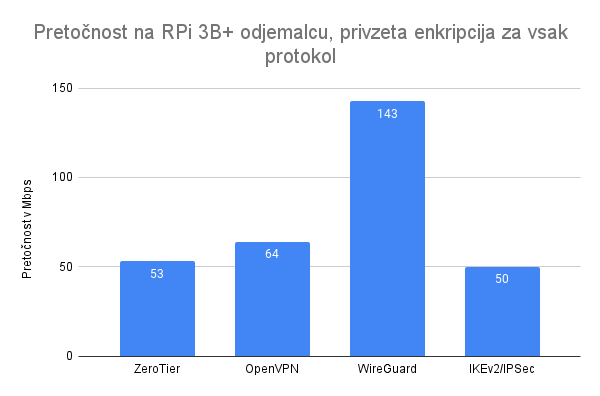 Pretočnost na RPi 3B+ odjemalcu, privzeta enkripcija za vsak
protokol
Pretočnost v Mbps
150
100
50
0
53
64
143
50
ZeroTier
OpenVPN
WireGuard
IKEv2/IPSec